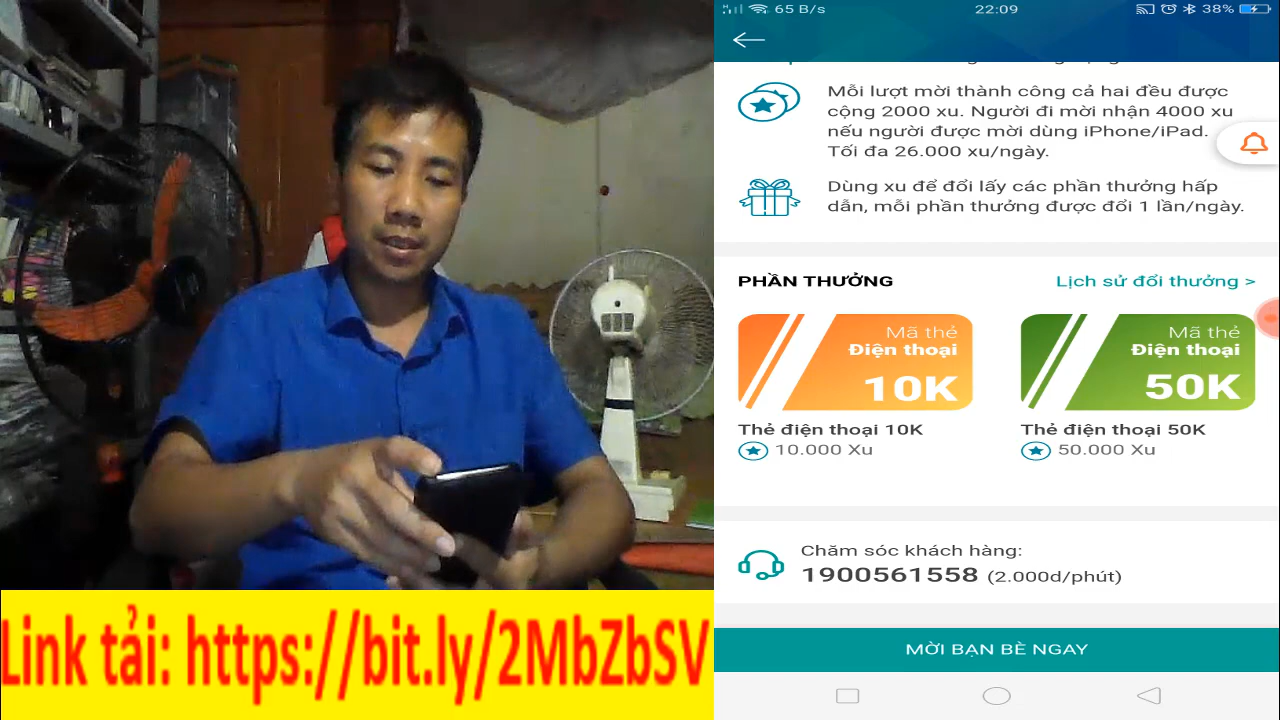 65 B/s
22:09
38%
Mỗi lượt mời thành công cả hai đều được
cộng 2000 xu. Người đi mời nhận 4000 xu
nếu người được mời dùng iPhone/iPad.
Tối đa 26.000 xu/ngày.
Dùng xu để đổi lấy các phần thưởng hấp
dẫn, mỗi phần thưởng được đổi 1 lần/ngày.
PHẦN THƯỞNG
Lịch sử đổi thưởng >
Mã thẻ
Điện thoại
10K
Mã thẻ
Điện thoại
50K
Thẻ điện thoại 10K
10.000 Xu
Thẻ điện thoại 50K
50.000 Xu
Chăm sóc khách hàng:
1900561558 (2.000d/phút)
MỜI BẠN BÈ NGAY
Link tải: https://bit.ly/2MbZbSV